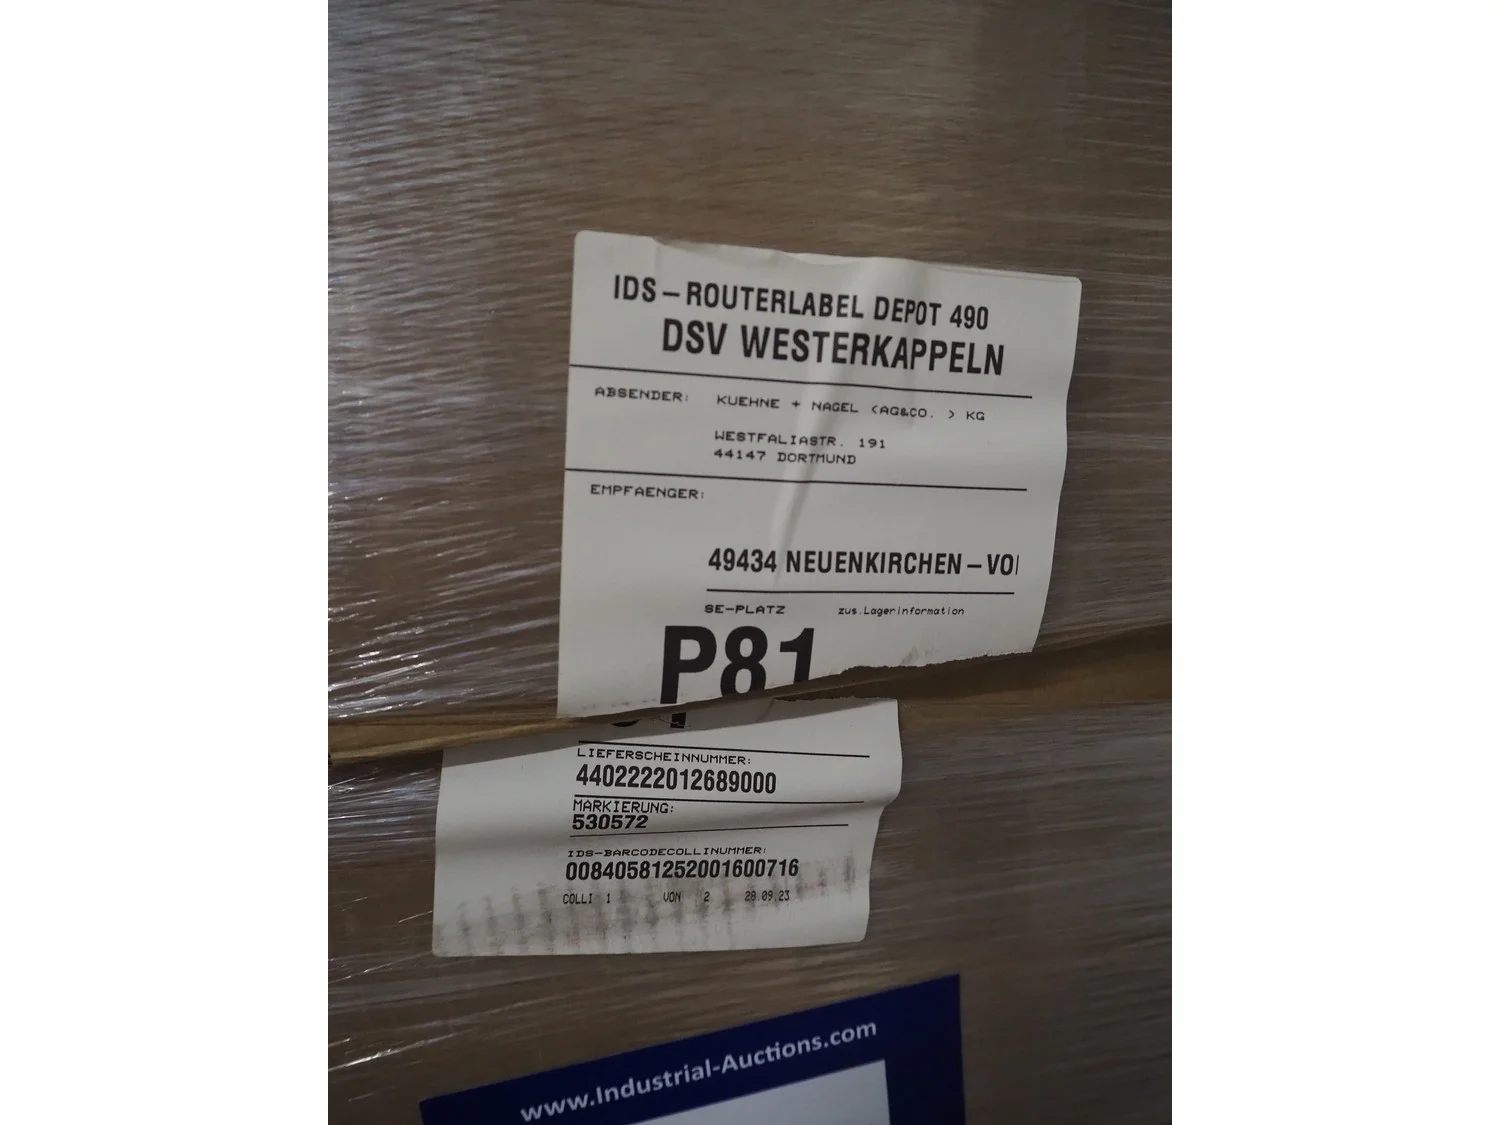 IDS – ROUTERLABEL DEPOT 490
DSV WESTERKAPPELN
ABSENDER: KUEHNE + NAGEL (AG&CO. ) KG
WESTFALIASTR. 191
44147 DORTMUND
EMPFAENGER:
49434 NEUENKIRCHEN – VO
SE-PLATZ zus.Lagerinformation
P81
LIEFERSCHEINNUMMER:
4402222012689000
MARKIERUNG:
530572
IDS-BARCODECOLLINUMMER:
00840581252001600716
COLLI 1 VON 2 28.09.23
www.Industrial-Auctions.com